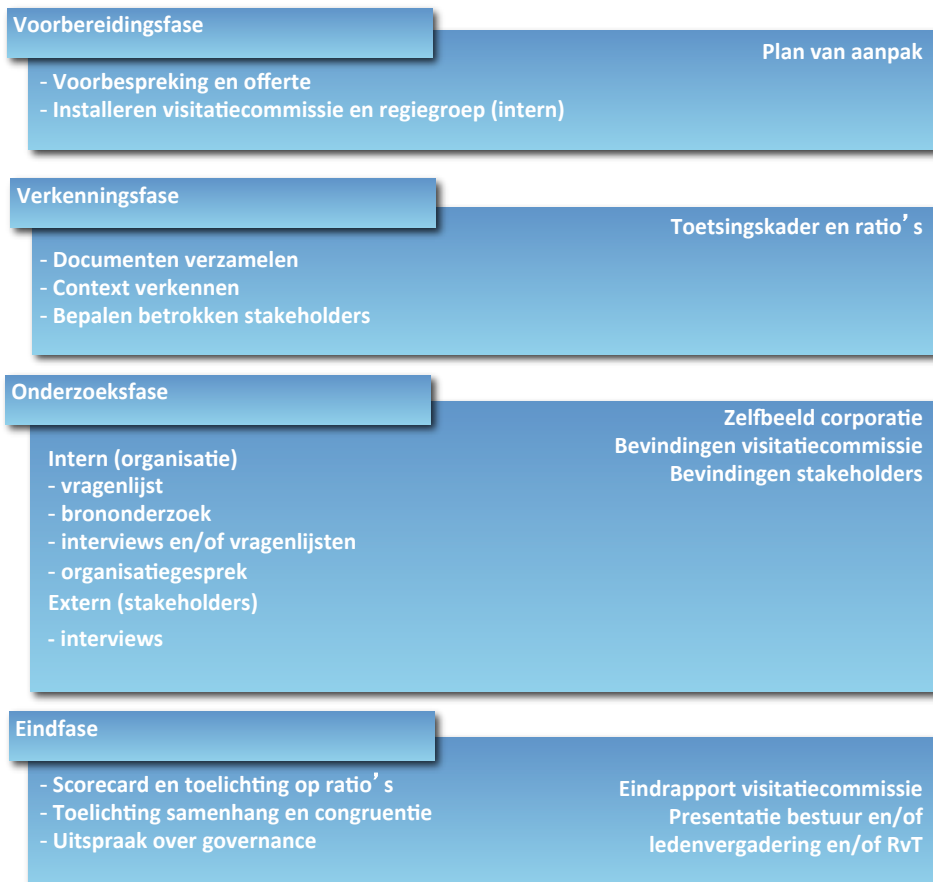 Voorbereidingsfase
Plan van aanpak
- Voorbespreking en offerte
- Installeren visitatiecommissie en regiegroep (intern)
Verkenningsfase
Toetsingskader en ratio's
- Documenten verzamelen
- Context verkennen
- Bepalen betrokken stakeholders
Onderzoeksfase
Zelfbeeld corporatie
Bevindingen visitatiecommissie
Bevindingen stakeholders
Intern (organisatie)
- vragenlijst
- brononderzoek
- interviews en/of vragenlijsten
- organisatiegesprek
Extern (stakeholders)
- interviews
Eindfase
- Scorecard en toelichting op ratio's
- Toelichting samenhang en congruentie
- Uitspraak over governance
Eindrapport visitatiecommissie
Presentatie bestuur en/of
ledenvergadering en/of RvT